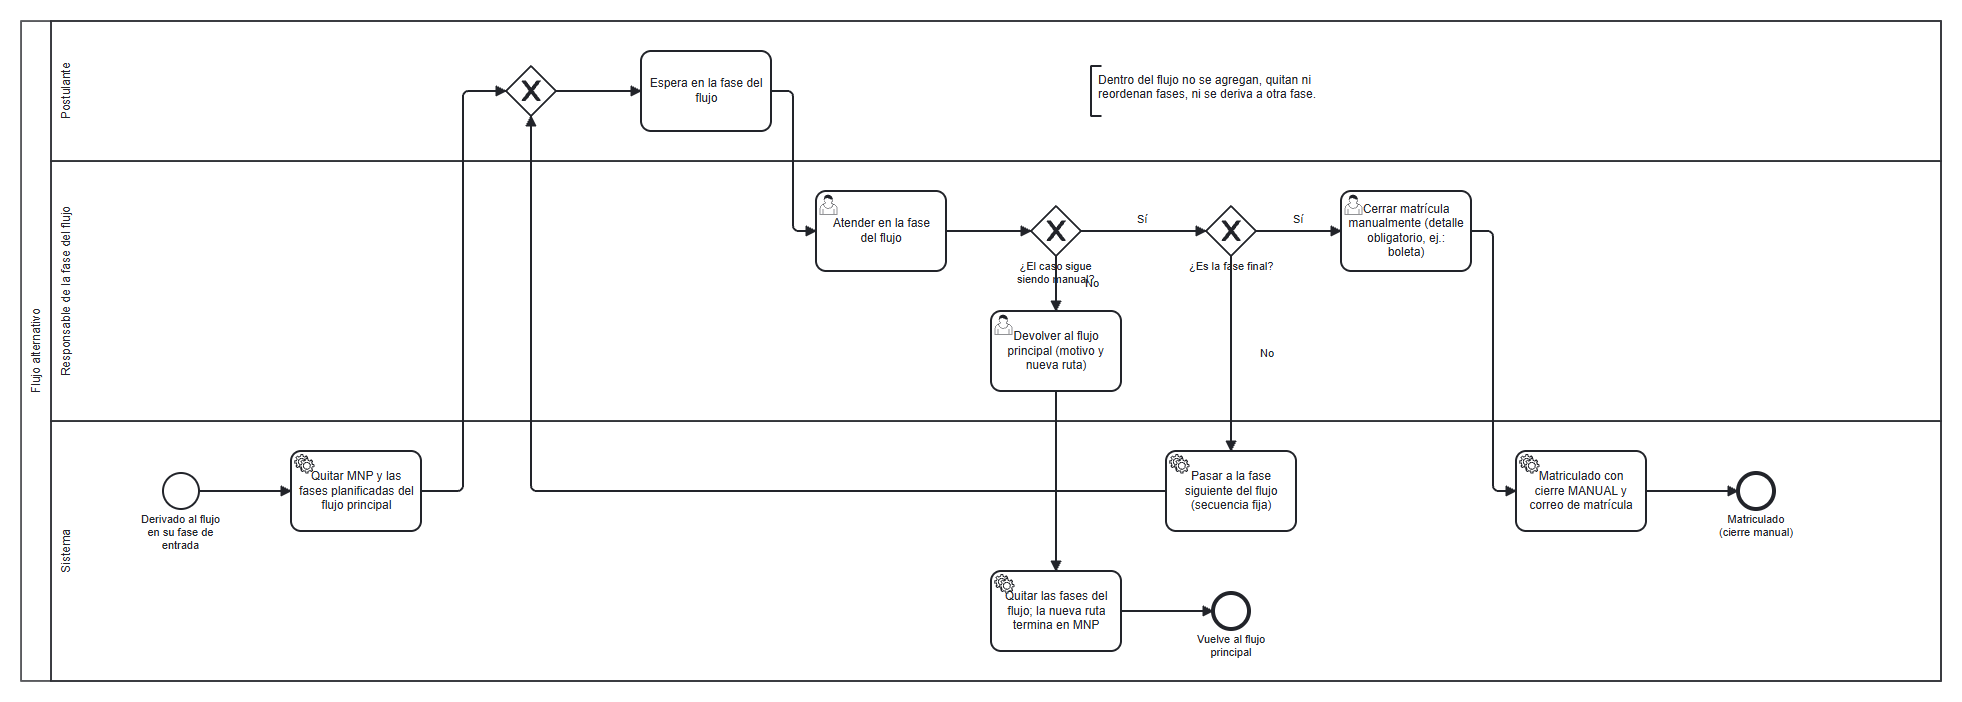 Flujo alternativo
Postulante
Espera en la fase del
flujo
Dentro del flujo no se agregan, quitan ni
reordenan fases, ni se deriva a otra fase.
Responsable de la fase del flujo
Atender en la fase
del flujo
¿El caso sigue
siendo manual?
Sí
No
¿Es la fase final?
Sí
No
Cerrar matrícula
manualmente (detalle
obligatorio, ej.:
boleta)
Devolver al flujo
principal (motivo y
nueva ruta)
Sistema
Derivado al flujo
en su fase de
entrada
Quitar MNP y las
fases planificadas del
flujo principal
Pasar a la fase
siguiente del flujo
(secuencia fija)
Matriculado con
cierre MANUAL y
correo de matrícula
Matriculado
(cierre manual)
Quitar las fases del
flujo; la nueva ruta
termina en MNP
Vuelve al flujo
principal